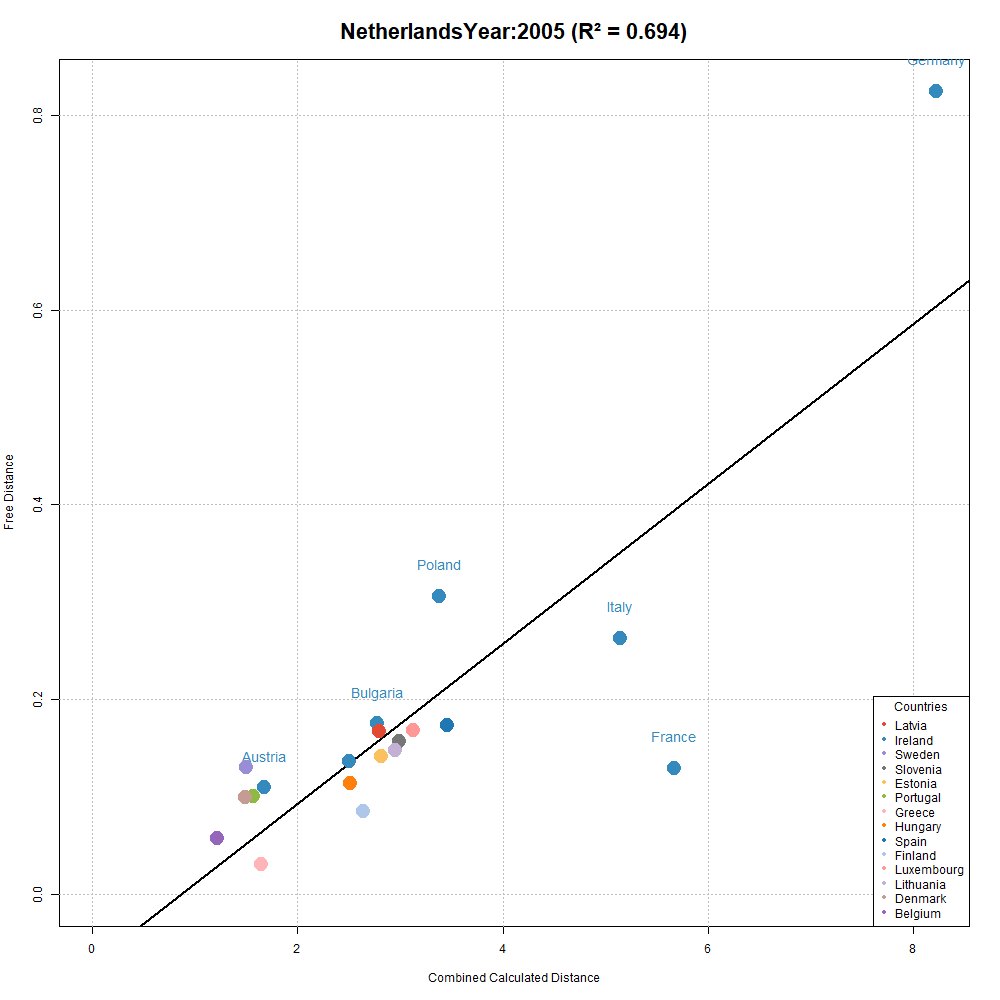 NetherlandsYear:2005 (R² = 0.694)
Germany
0.8
0.6
Free Distance
0.4
Poland
Italy
Bulgaria
0.2
France
Austria
Countries
Latvia
Ireland
Sweden
Slovenia
Estonia
Portugal
Greece
Hungary
Spain
Finland
Luxembourg
Lithuania
Denmark
Belgium
0.0
0 2 4 6 8
Combined Calculated Distance